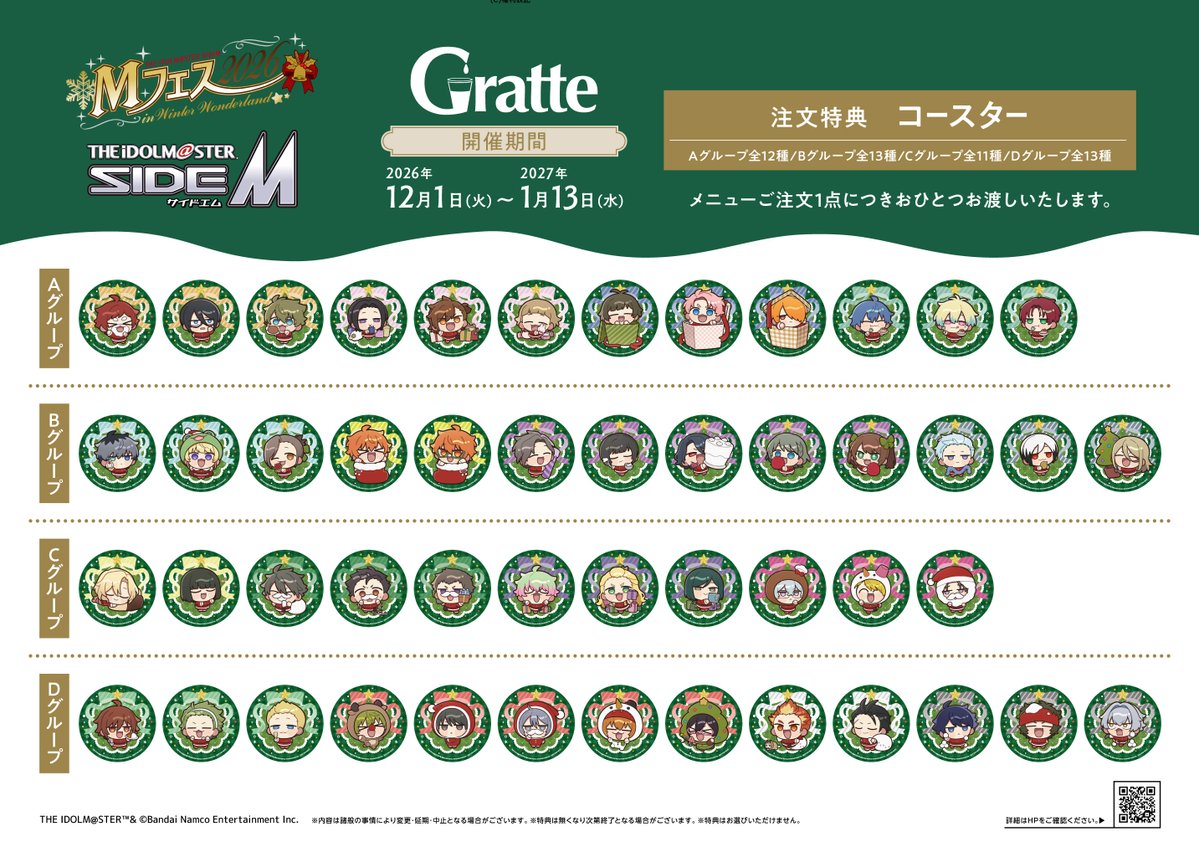 Mフェス2026
in Winter Wonderland
THE iDOLM@STER
SIDEM
サイドエム
Gratte
開催期間
2026年 2027年
12月1日(火)～1月13日(水)
注文特典 コースター
Aグループ全12種/Bグループ全13種/Cグループ全11種/Dグループ全13種
メニューご注文1点につきおひとつお渡しいたします。
Aグループ
Bグループ
Cグループ
Dグループ
THE IDOLM@STER™& ©Bandai Namco Entertainment Inc.
※内容は諸般の事情により変更・延期・中止となる場合がございます。※特典は無くなり次第終了となる場合がございます。※特典はお選びいただけません。
詳細はHPをご確認ください。▶